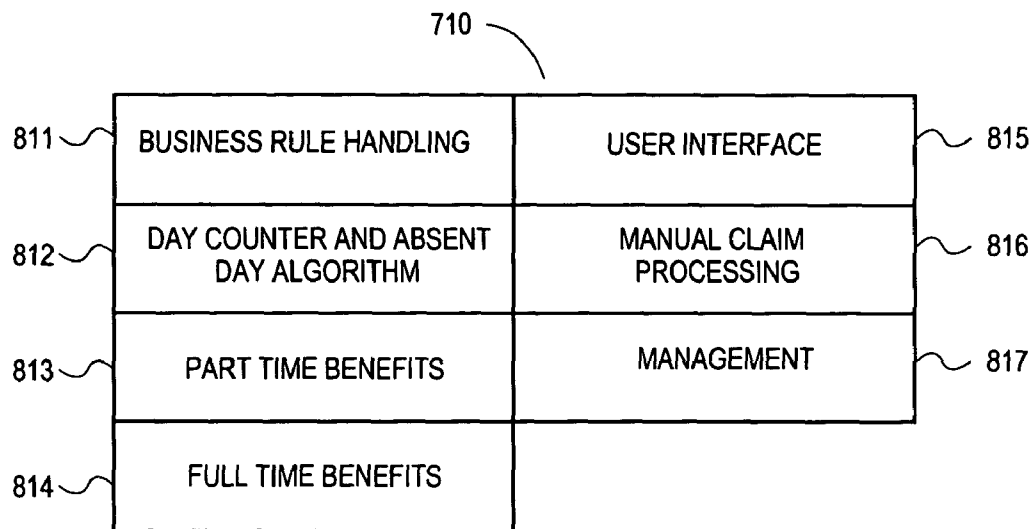 710
811 BUSINESS RULE HANDLING USER INTERFACE 815
812 DAY COUNTER AND ABSENT DAY ALGORITHM MANUAL CLAIM PROCESSING 816
813 PART TIME BENEFITS MANAGEMENT 817
814 FULL TIME BENEFITS